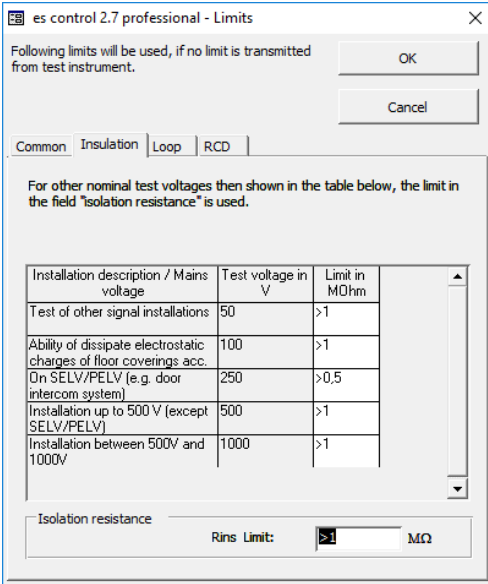 es control 2.7 professional - Limits
Following limits will be used, if no limit is transmitted
from test instrument.
OK
Cancel
Common Insulation Loop RCD
For other nominal test voltages then shown in the table below, the limit in
the field "isolation resistance" is used.
Installation description / Mains
voltage
Test voltage in
V
Limit in
MOhm
Test of other signal installations 50 >1
Ability of dissipate electrostatic
charges of floor coverings acc.
100 >1
On SELV/PELV (e.g. door
intercom system)
250 >0,5
Installation up to 500 V (except
SELV/PELV)
500 >1
Installation between 500V and
1000V
1000 >1
Isolation resistance
Rins Limit: >1 MΩ